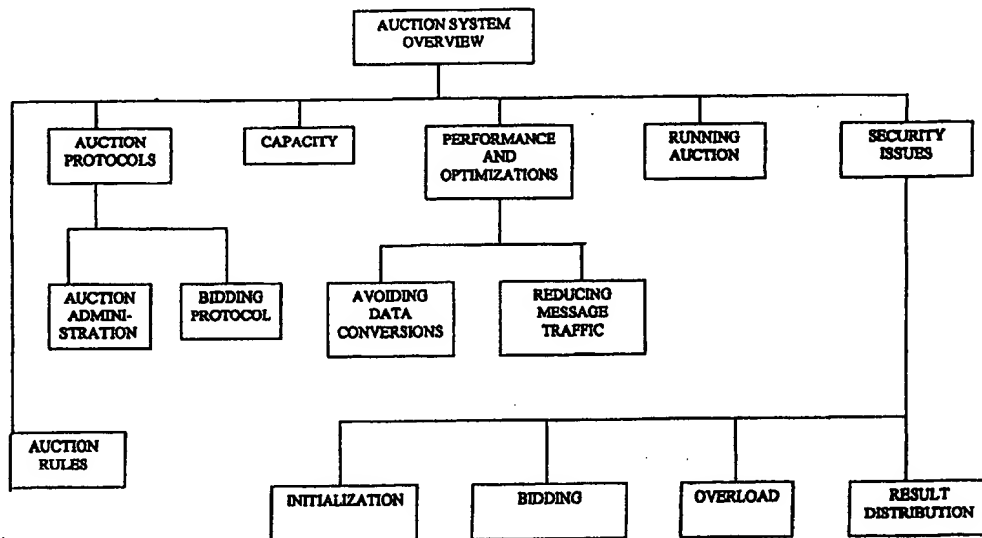 AUCTION SYSTEM
OVERVIEW
AUCTION
PROTOCOLS
CAPACITY
PERFORMANCE
AND
OPTIMIZATIONS
RUNNING
AUCTION
SECURITY
ISSUES
AUCTION
ADMINI-
STRATION
BIDDING
PROTOCOL
AVOIDING
DATA
CONVERSIONS
REDUCING
MESSAGE
TRAFFIC
AUCTION
RULES
INITIALIZATION
BIDDING
OVERLOAD
RESULT
DISTRIBUTION